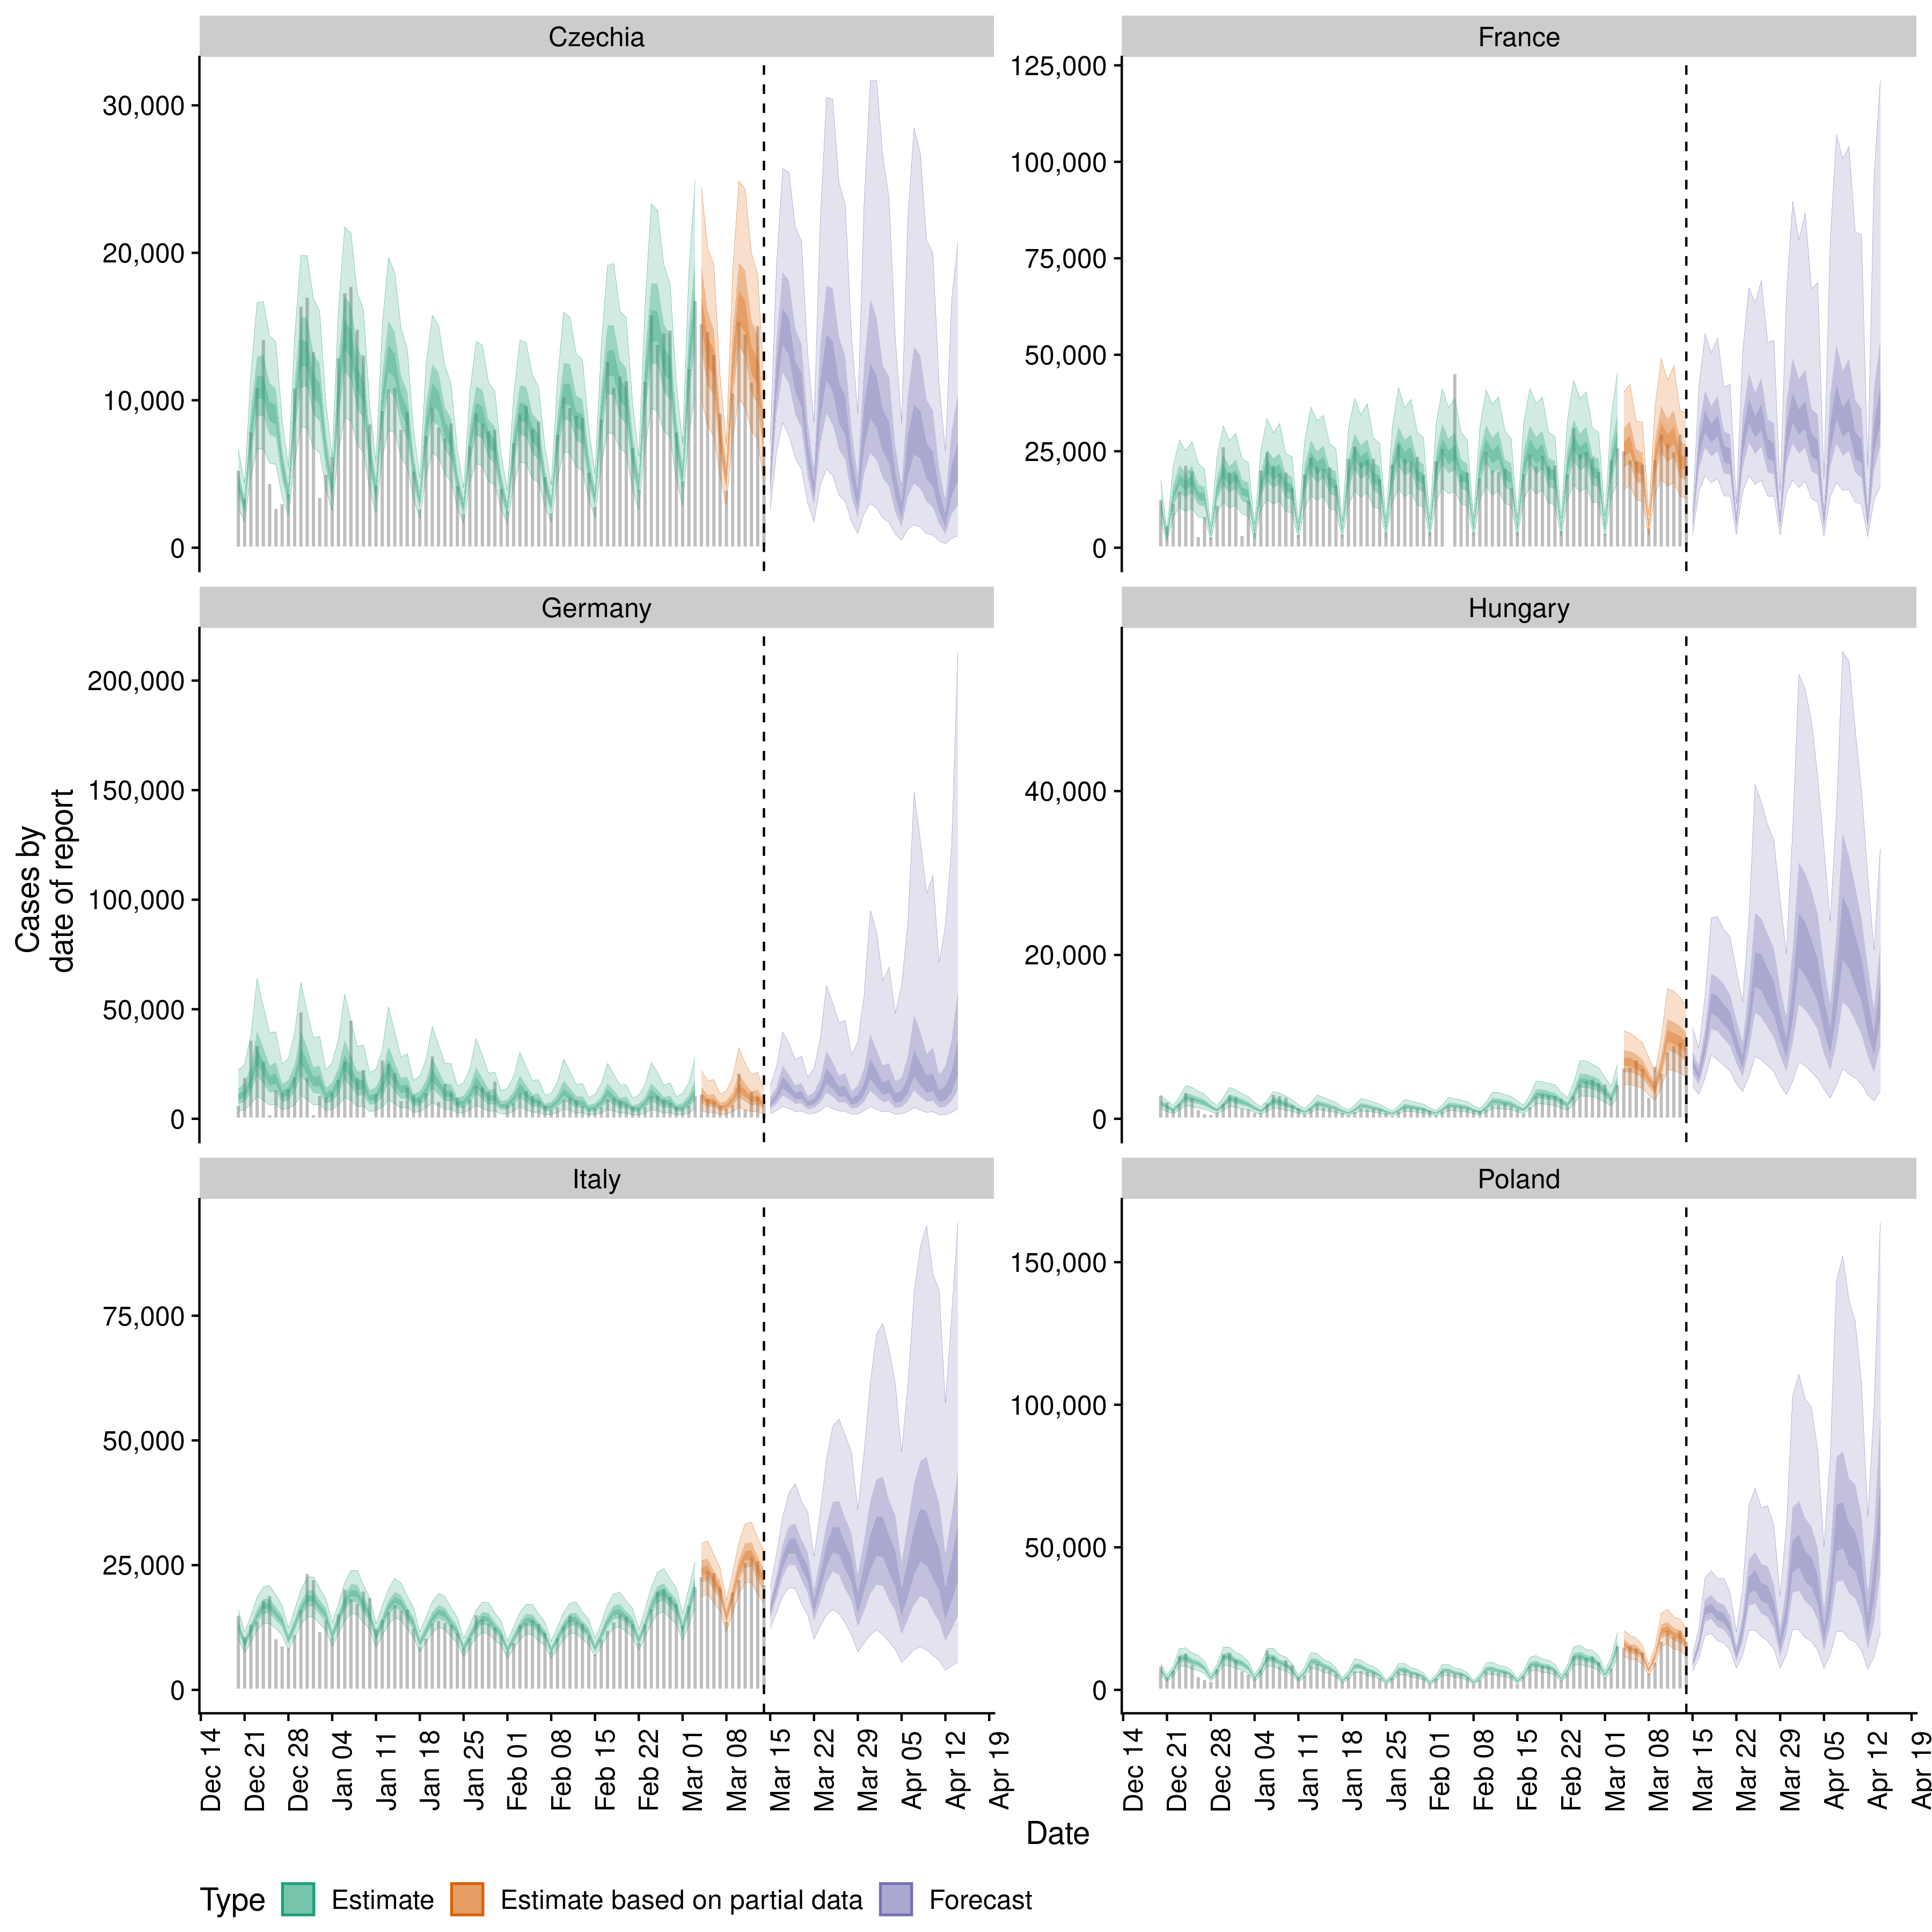 Czechia
France
30,000
20,000
10,000
0
125,000
100,000
75,000
50,000
25,000
0
Germany
Hungary
200,000
150,000
100,000
50,000
0
40,000
20,000
0
Italy
Poland
75,000
50,000
25,000
0
150,000
100,000
50,000
0
Cases by
date of report
Dec 14 Dec 21 Dec 28 Jan 04 Jan 11 Jan 18 Jan 25 Feb 01 Feb 08 Feb 15 Feb 22 Mar 01 Mar 08 Mar 15 Mar 22 Mar 29 Apr 05 Apr 12 Apr 19
Dec 14 Dec 21 Dec 28 Jan 04 Jan 11 Jan 18 Jan 25 Feb 01 Feb 08 Feb 15 Feb 22 Mar 01 Mar 08 Mar 15 Mar 22 Mar 29 Apr 05 Apr 12 Apr 19
Date
Type Estimate Estimate based on partial data Forecast